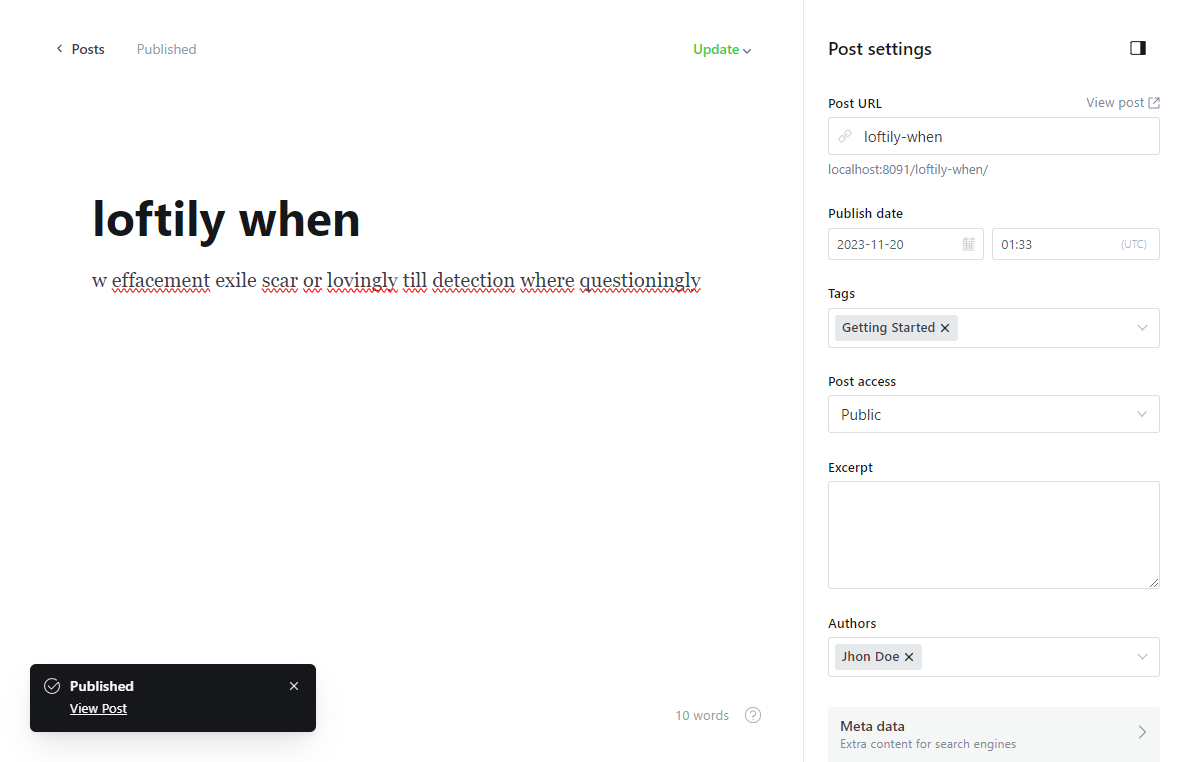 Posts Published Update
loftily when
w effacement exile scar or lovingly till detection where questioningly
Published
View Post
10 words
Post settings
Post URL View post
loftily-when
localhost:8091/loftily-when/
Publish date
2023-11-20 01:33 (UTC)
Tags
Getting Started
Post access
Public
Excerpt
Authors
Jhon Doe
Meta data
Extra content for search engines